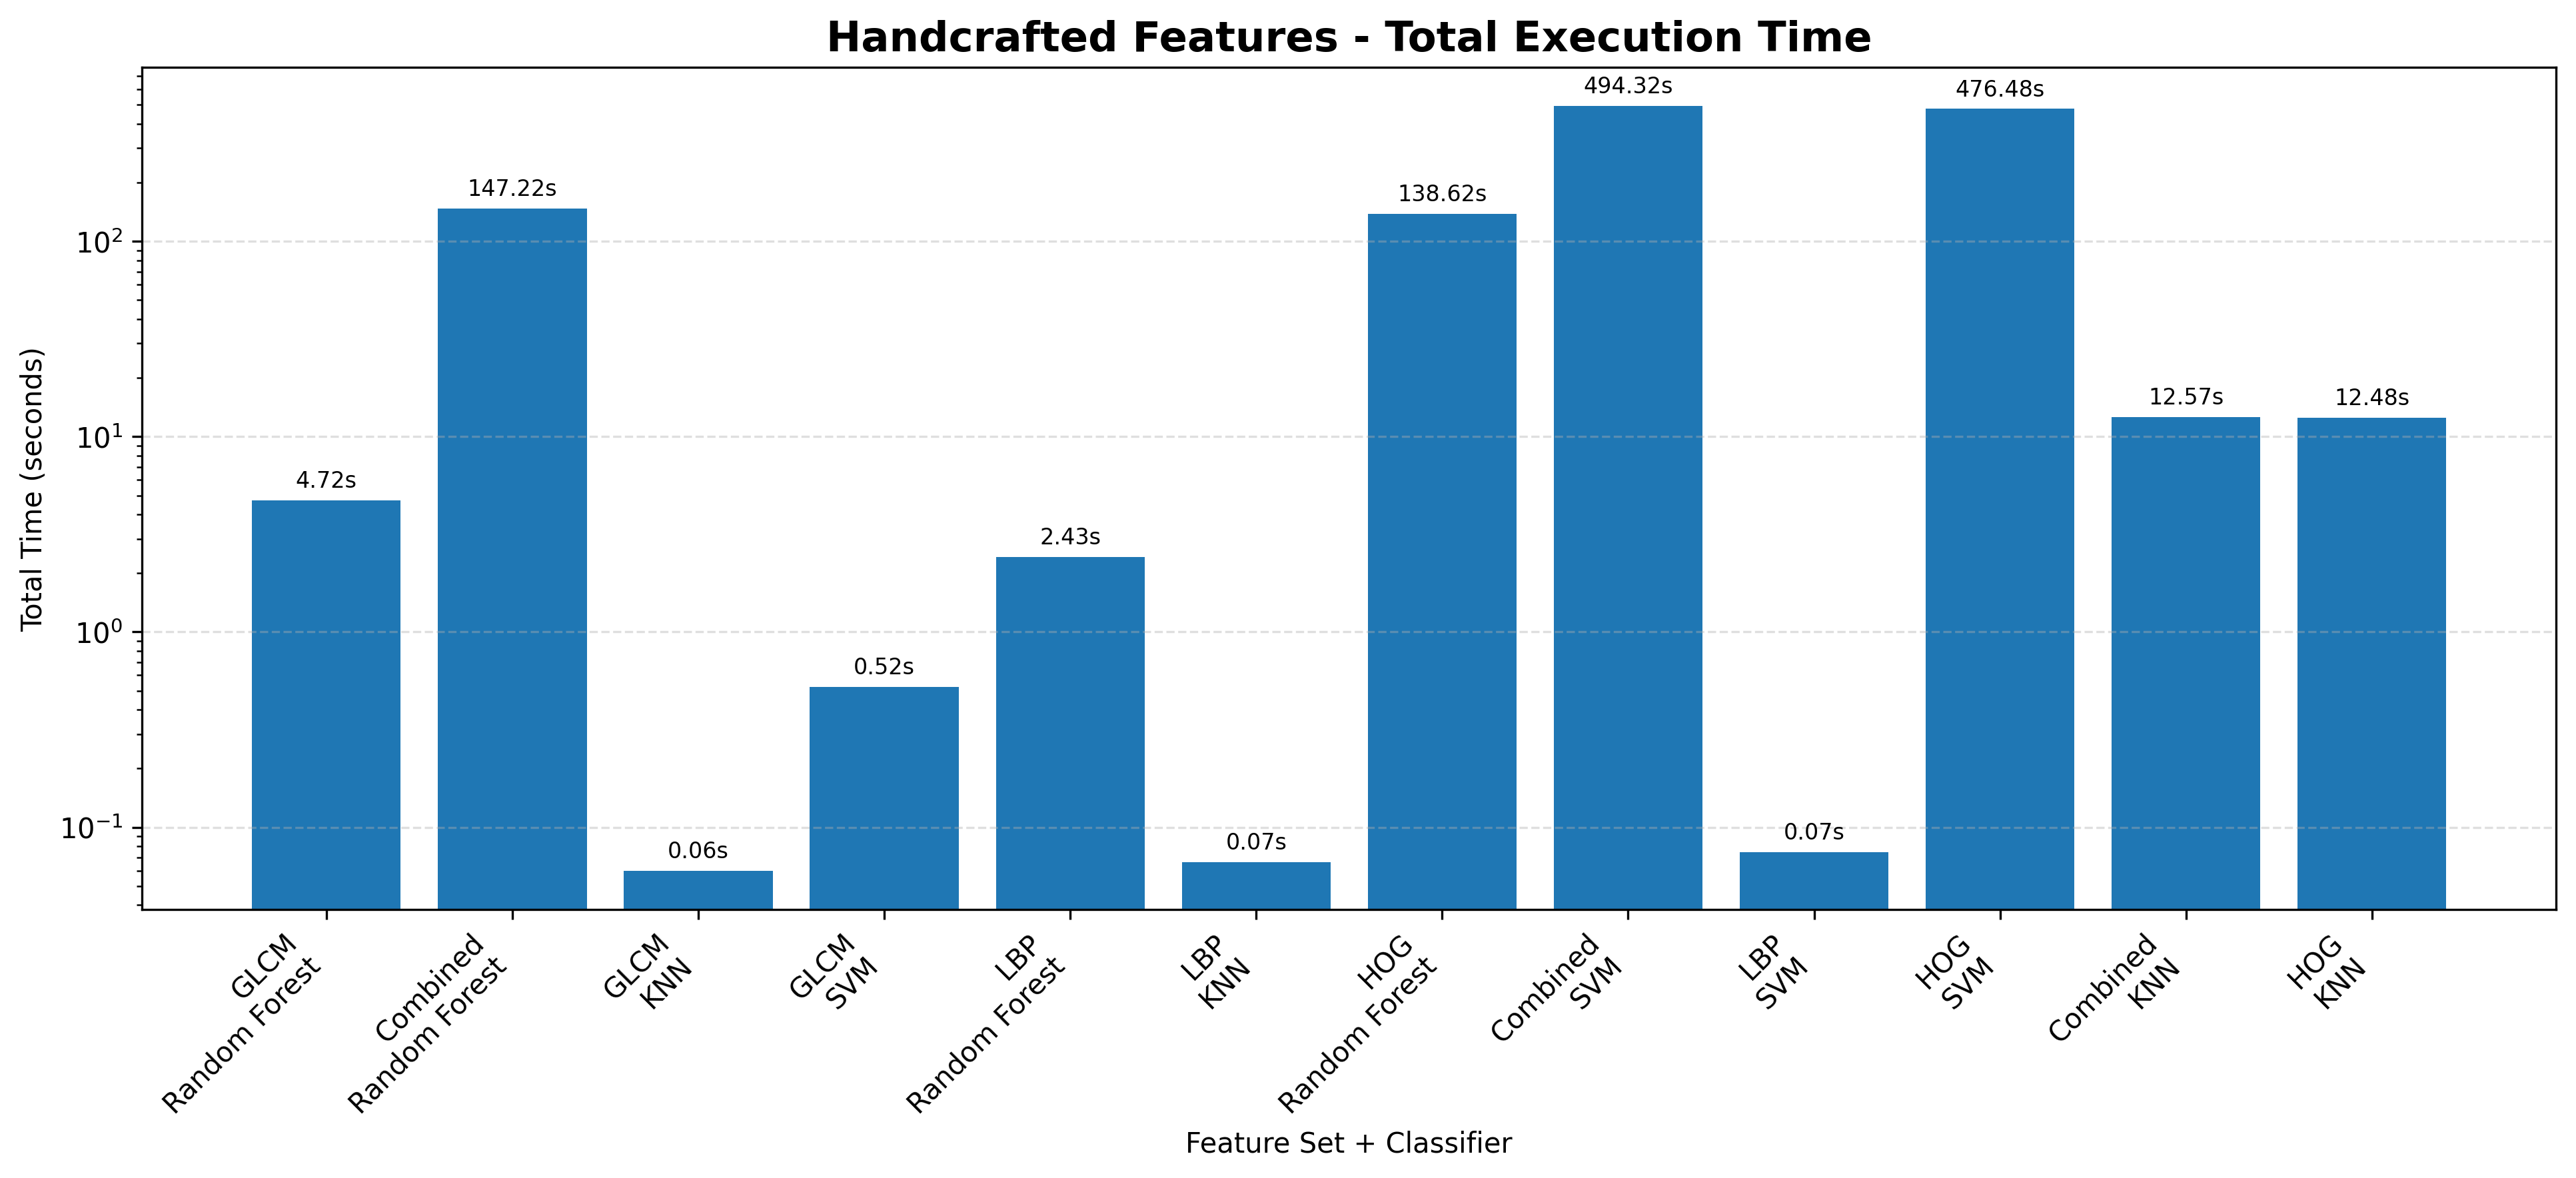 Handcrafted Features - Total Execution Time
Total Time (seconds)
10²
10¹
10⁰
10⁻¹
4.72s
147.22s
0.06s
0.52s
2.43s
0.07s
138.62s
494.32s
0.07s
476.48s
12.57s
12.48s
GLCM
Random Forest
Combined
Random Forest
GLCM
KNN
GLCM
SVM
LBP
Random Forest
LBP
KNN
HOG
Random Forest
Combined
SVM
LBP
SVM
HOG
SVM
Combined
KNN
HOG
KNN
Feature Set + Classifier